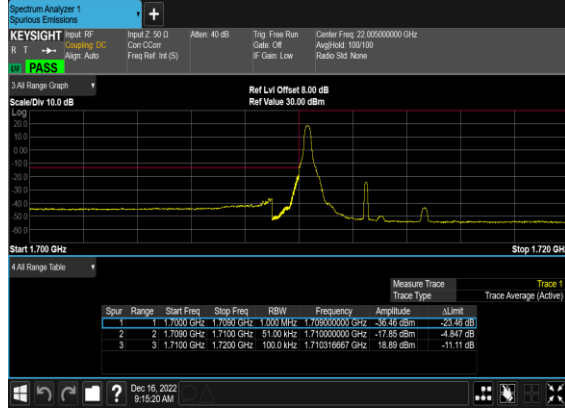 Spectrum Analyzer 1
Spurious Emissions
+
KEYSIGHT Input: RF Input Z: 50 Ω Atten: 40 dB Trig: Free Run Center Freq: 22.005000000 GHz
R T Coupling: DC Corr CCorr Gate: Off Avg|Hold: 100/100
Align: Auto Freq Ref: Int (S) IF Gain: Low Radio Std: None
PASS
3 All Range Graph
Ref Lvl Offset 8.00 dB
Scale/Div 10.0 dB Ref Value 30.00 dBm
Log
20.0
10.0
0.00
-10.0
-20.0
-30.0
-40.0
-50.0
-60.0
Start 1.700 GHz Stop 1.720 GHz
4 All Range Table
Measure Trace Trace 1
Trace Type Trace Average (Active)
Spur Range Start Freq Stop Freq RBW Frequency Amplitude ΔLimit
1 1 1.7000 GHz 1.7090 GHz 1.000 MHz 1.709000000 GHz -36.46 dBm -23.46 dB
2 2 1.7090 GHz 1.7100 GHz 51.00 kHz 1.710000000 GHz -17.85 dBm -4.847 dB
3 3 1.7100 GHz 1.7200 GHz 100.0 kHz 1.710316667 GHz 18.89 dBm -11.11 dB
? Dec 16, 2022
9:15:20 AM